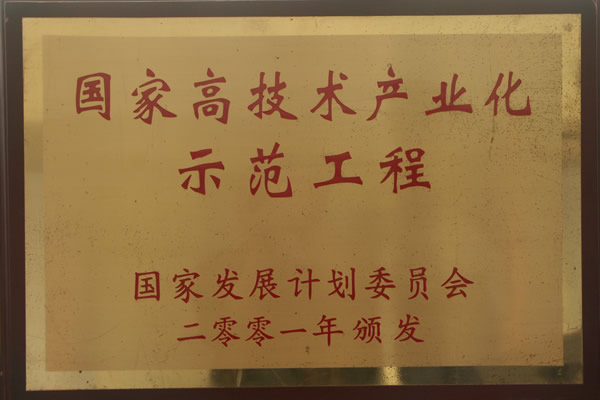 国家高技术产业化
示范工程
国家发展计划委员会
二零零一年颁发